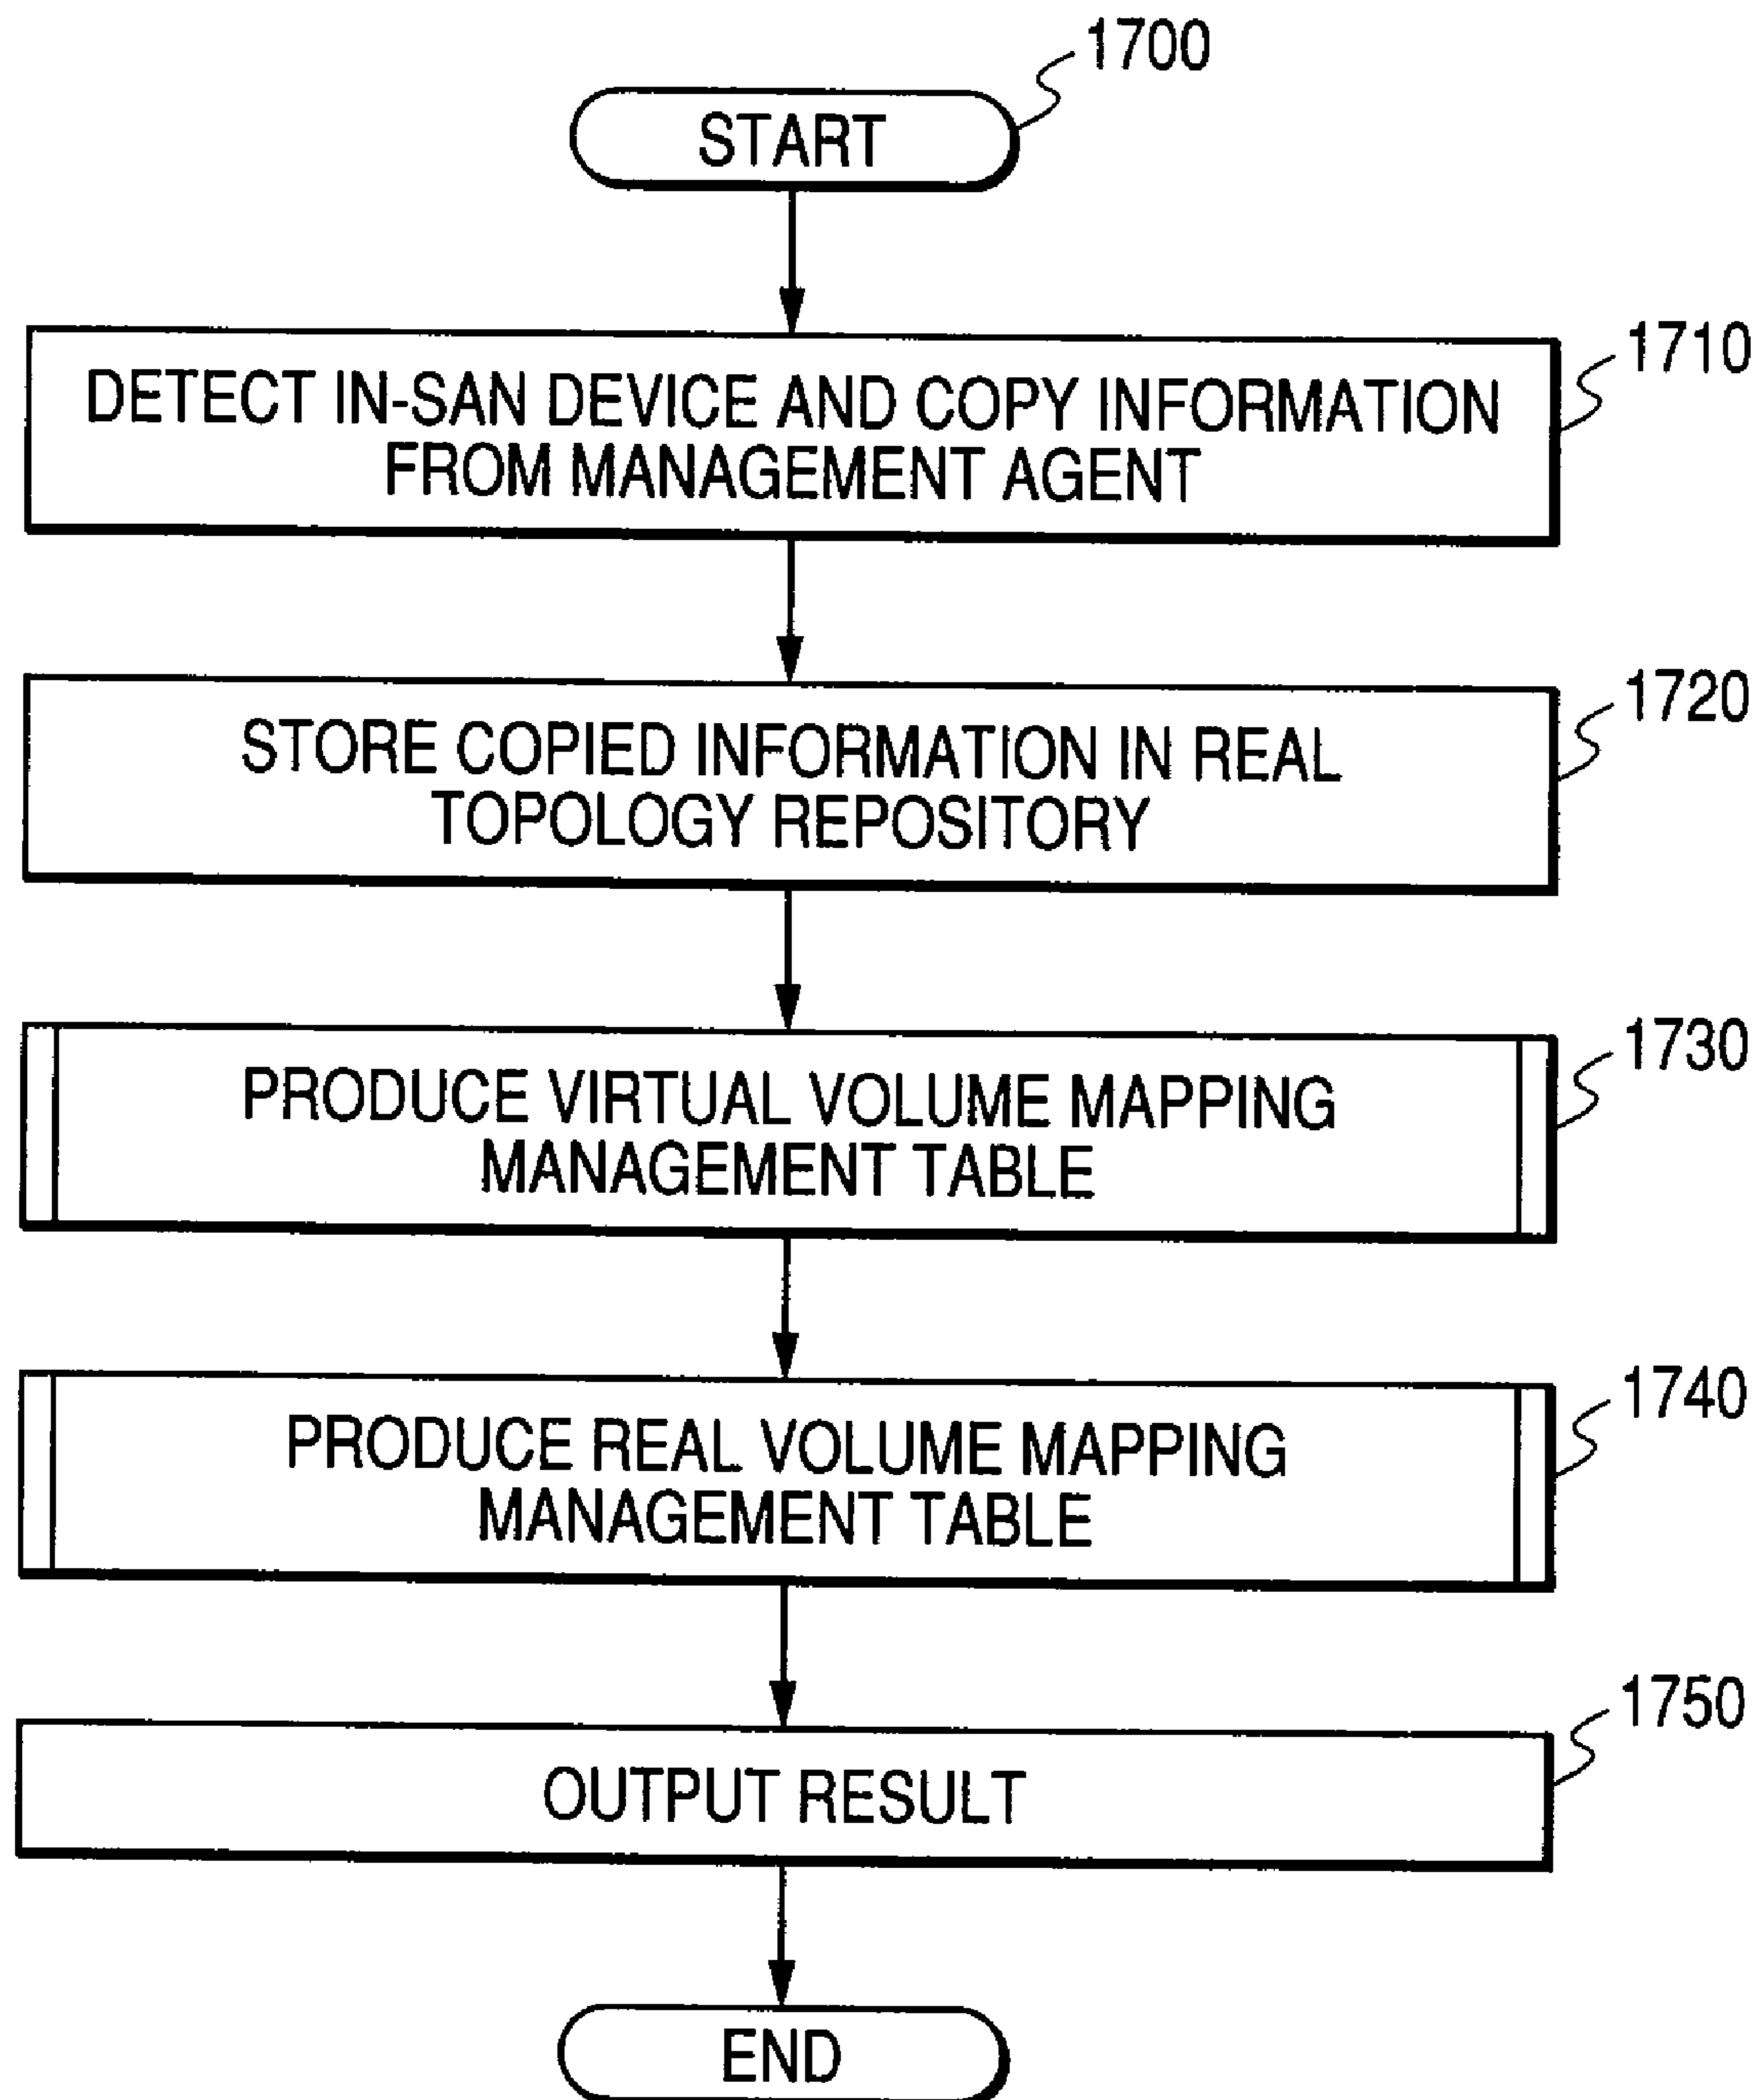 1700
START
1710
DETECT IN-SAN DEVICE AND COPY INFORMATION
FROM MANAGEMENT AGENT
1720
STORE COPIED INFORMATION IN REAL
TOPOLOGY REPOSITORY
1730
PRODUCE VIRTUAL VOLUME MAPPING
MANAGEMENT TABLE
1740
PRODUCE REAL VOLUME MAPPING
MANAGEMENT TABLE
1750
OUTPUT RESULT
END